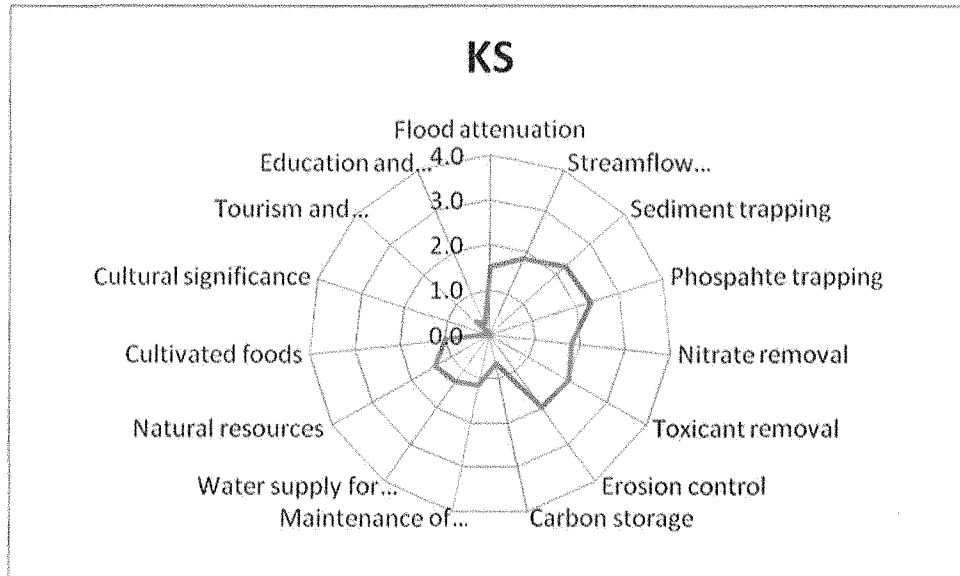 KS
Flood attenuation
Streamflow...
Sediment trapping
Phospahte trapping
Nitrate removal
Toxicant removal
Erosion control
Carbon storage
Maintenance of...
Water supply for...
Natural resources
Cultivated foods
Cultural significance
Tourism and...
Education and...
4.0
3.0
2.0
1.0
0.0